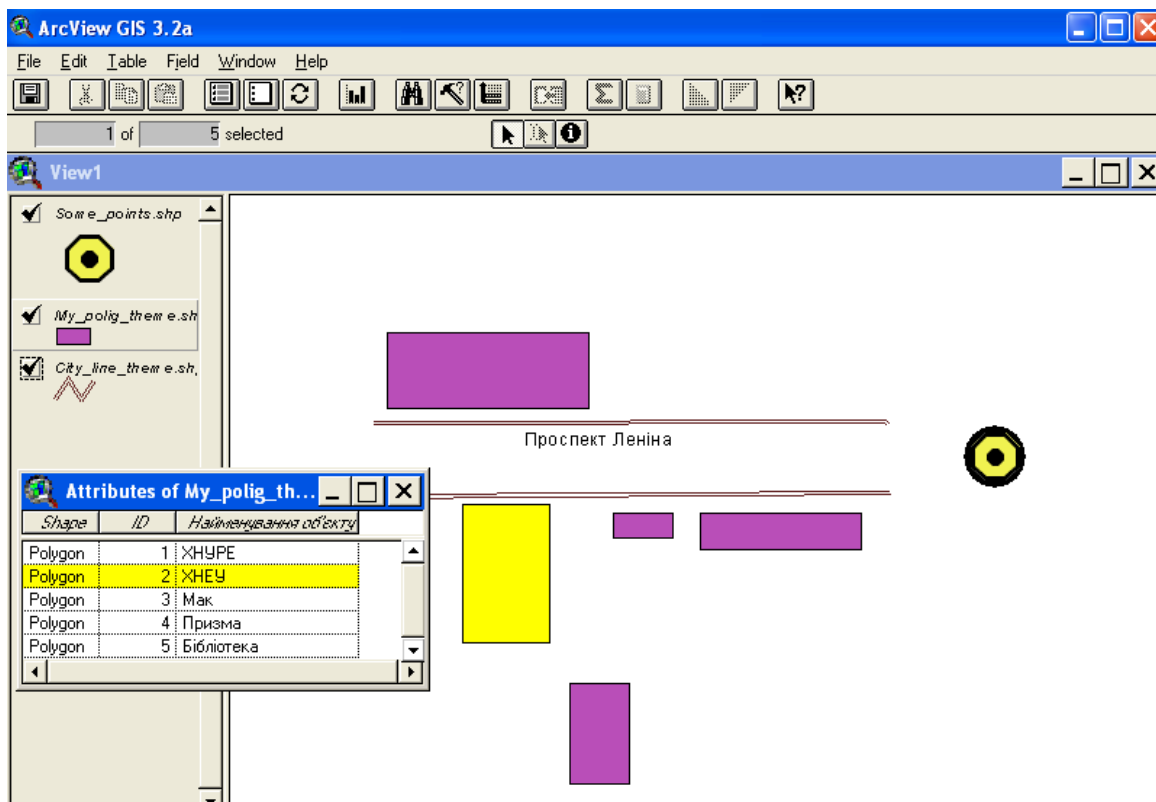 ArcView GIS 3.2a
File Edit Table Field Window Help
1 of 5 selected
View1
Some_points.shp
My_polig_theme.sh
City_line_theme.sh,
Проспект Леніна
Attributes of My_polig_th...
Shape ID Найменування об'єкту
Polygon 1 ХНУРЕ
Polygon 2 ХНЕУ
Polygon 3 Мак
Polygon 4 Призма
Polygon 5 Бібліотека